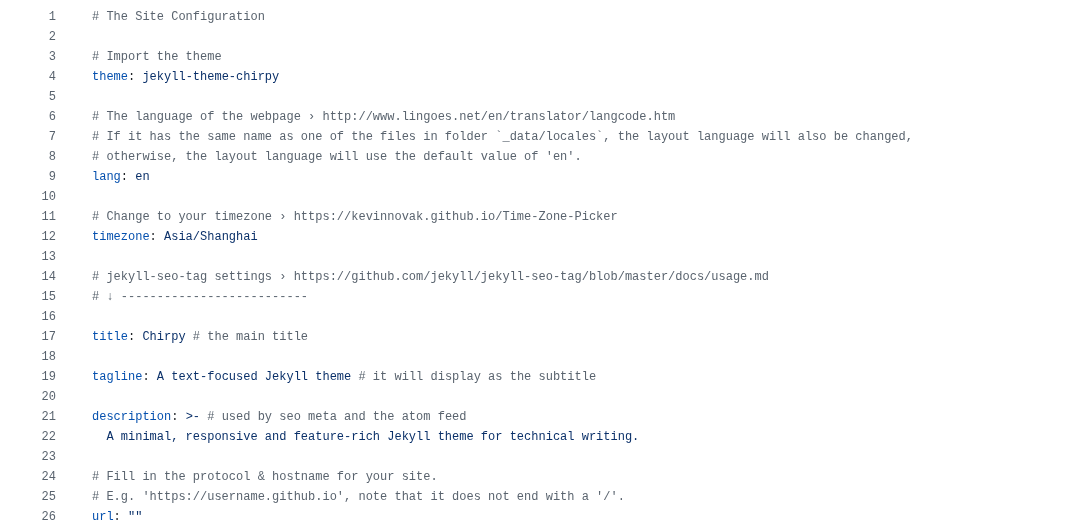 1 # The Site Configuration
2
3 # Import the theme
4 theme: jekyll-theme-chirpy
5
6 # The language of the webpage › http://www.lingoes.net/en/translator/langcode.htm
7 # If it has the same name as one of the files in folder `_data/locales`, the layout language will also be changed,
8 # otherwise, the layout language will use the default value of 'en'.
9 lang: en
10
11 # Change to your timezone › https://kevinnovak.github.io/Time-Zone-Picker
12 timezone: Asia/Shanghai
13
14 # jekyll-seo-tag settings › https://github.com/jekyll/jekyll-seo-tag/blob/master/docs/usage.md
15 # ↓ --------------------------
16
17 title: Chirpy # the main title
18
19 tagline: A text-focused Jekyll theme # it will display as the subtitle
20
21 description: >- # used by seo meta and the atom feed
22   A minimal, responsive and feature-rich Jekyll theme for technical writing.
23
24 # Fill in the protocol & hostname for your site.
25 # E.g. 'https://username.github.io', note that it does not end with a '/'.
26 url: ""